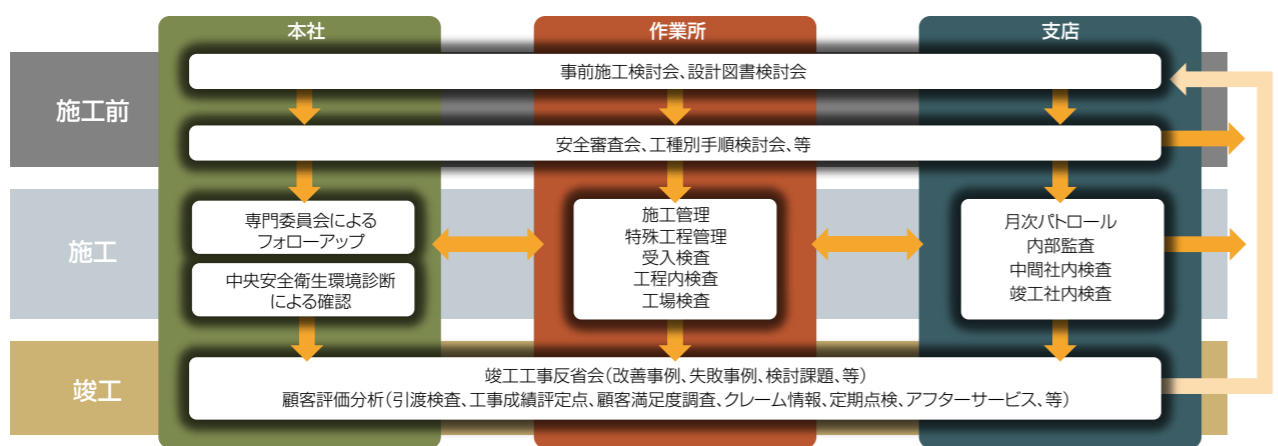 本社
作業所
支店
施工前
事前施工検討会、設計図書検討会
安全審査会、工種別手順検討会、等
施工
専門委員会による
フォローアップ
中央安全衛生環境診断
による確認
施工管理
特殊工程管理
受入検査
工程内検査
工場検査
月次パトロール
内部監査
中間社内検査
竣工社内検査
竣工
竣工工事反省会(改善事例、失敗事例、検討課題、等)
顧客評価分析(引渡検査、工事成績評定点、顧客満足度調査、クレーム情報、定期点検、アフターサービス、等)